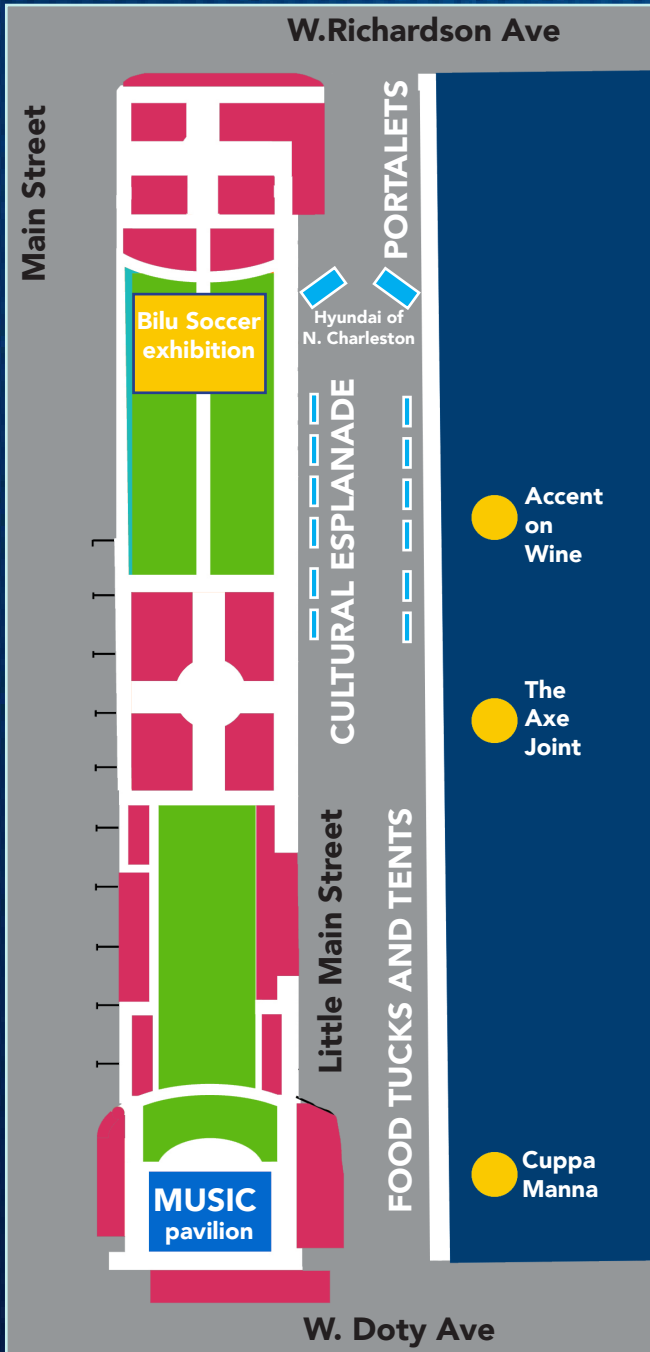 W.Richardson Ave
Main Street
PORTALETS
Bilu Soccer
exhibition
Hyundai of
N. Charleston
CULTURAL ESPLANADE
Accent
on
Wine
The
Axe
Joint
Little Main Street
FOOD TUCKS AND TENTS
Cuppa
Manna
MUSIC
pavilion
W. Doty Ave